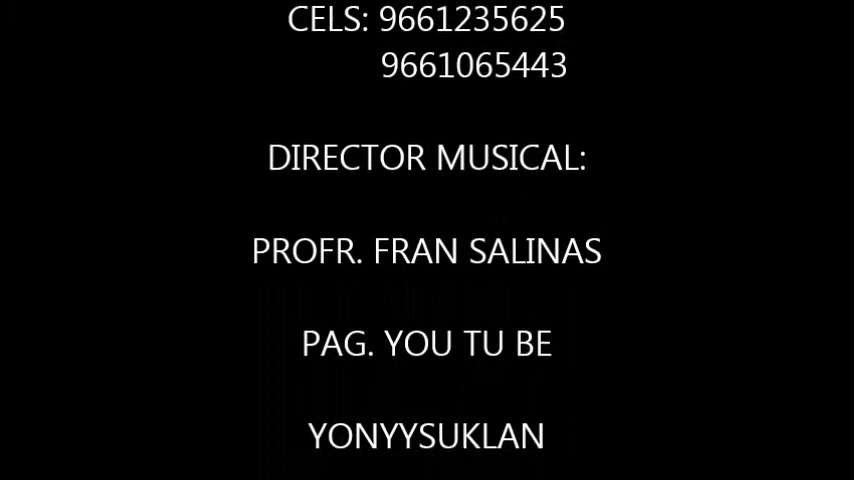 CELS: 9661235625
9661065443
DIRECTOR MUSICAL:
PROFR. FRAN SALINAS
PAG. YOU TU BE
YONYYSUKLAN